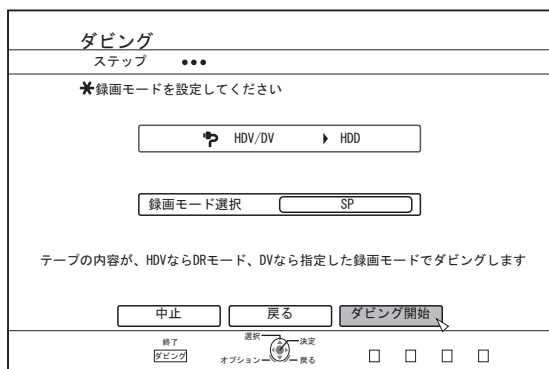 ダビング
ステップ ●●●
＊録画モードを設定してください
HDV/DV ▶ HDD
録画モード選択 SP
テープの内容が、HDVならDRモード、DVなら指定した録画モードでダビングします
中止 戻る ダビング開始
終了 選択 決定
ダビング オプション 戻る